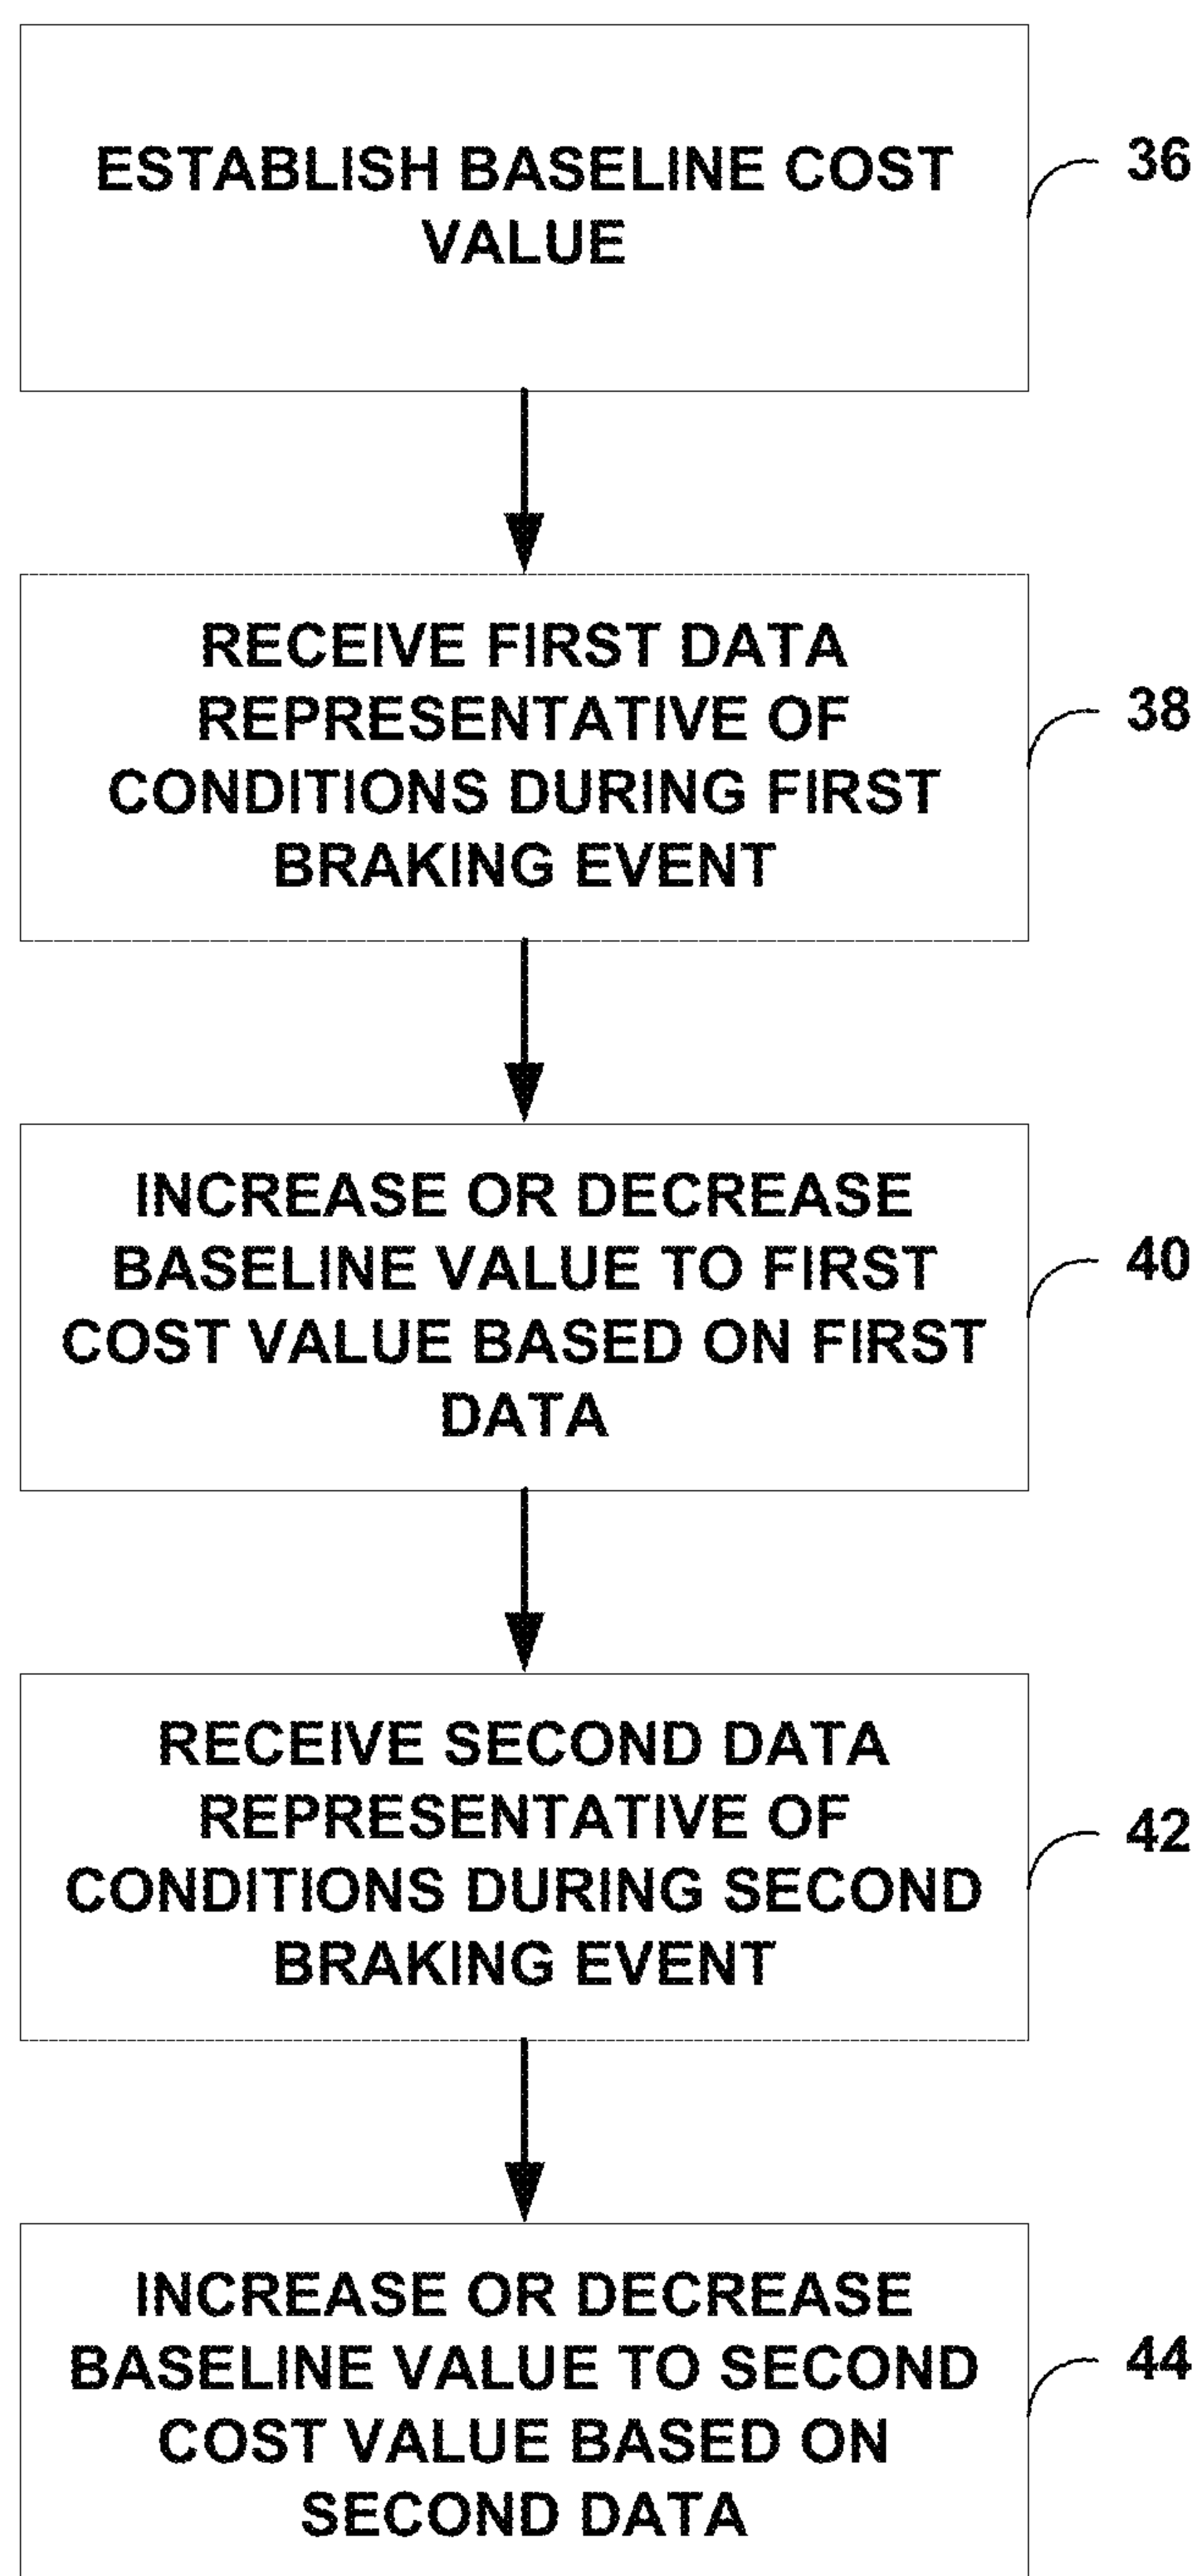 ESTABLISH BASELINE COST
VALUE
36
RECEIVE FIRST DATA
REPRESENTATIVE OF
CONDITIONS DURING FIRST
BRAKING EVENT
38
INCREASE OR DECREASE
BASELINE VALUE TO FIRST
COST VALUE BASED ON FIRST
DATA
40
RECEIVE SECOND DATA
REPRESENTATIVE OF
CONDITIONS DURING SECOND
BRAKING EVENT
42
INCREASE OR DECREASE
BASELINE VALUE TO SECOND
COST VALUE BASED ON
SECOND DATA
44